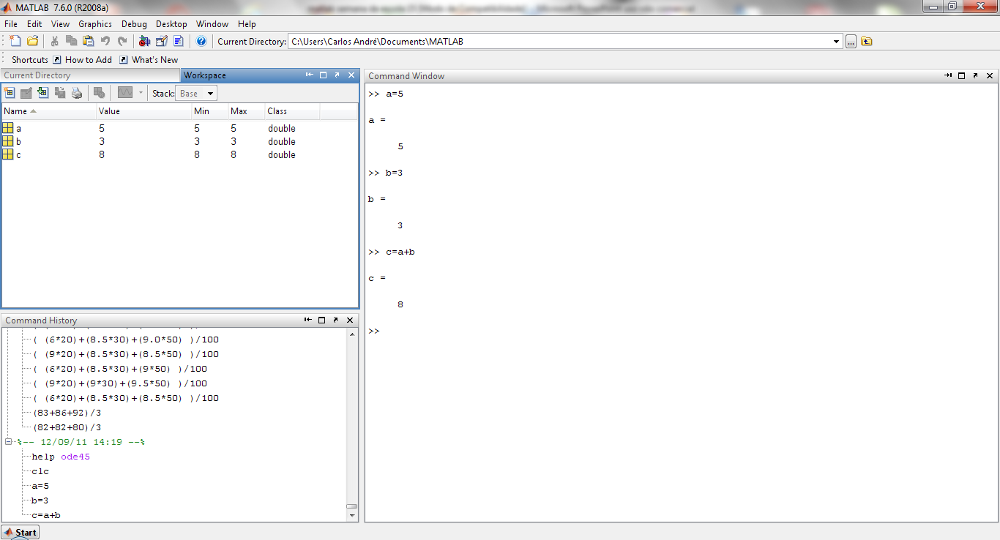 MATLAB 7.6.0 (R2008a)
File Edit View Graphics Debug Desktop Window Help
Current Directory: C:\Users\Carlos André\Documents\MATLAB ...
Shortcuts How to Add What's New
Current Directory Workspace
Stack: Base
Name Value Min Max Class
a 5 5 5 double
b 3 3 3 double
c 8 8 8 double
Command History
( (6*20)+(8.5*30)+(9.0*50) )/100
( (9*20)+(8.5*30)+(8.5*50) )/100
( (6*20)+(8.5*30)+(9*50) )/100
( (9*20)+(9*30)+(9.5*50) )/100
( (6*20)+(8.5*30)+(8.5*50) )/100
(83+86+92)/3
(82+82+80)/3
%-- 12/09/11 14:19 --%
help ode45
clc
a=5
b=3
c=a+b
Command Window
>> a=5
a =
5
>> b=3
b =
3
>> c=a+b
c =
8
>>
Start